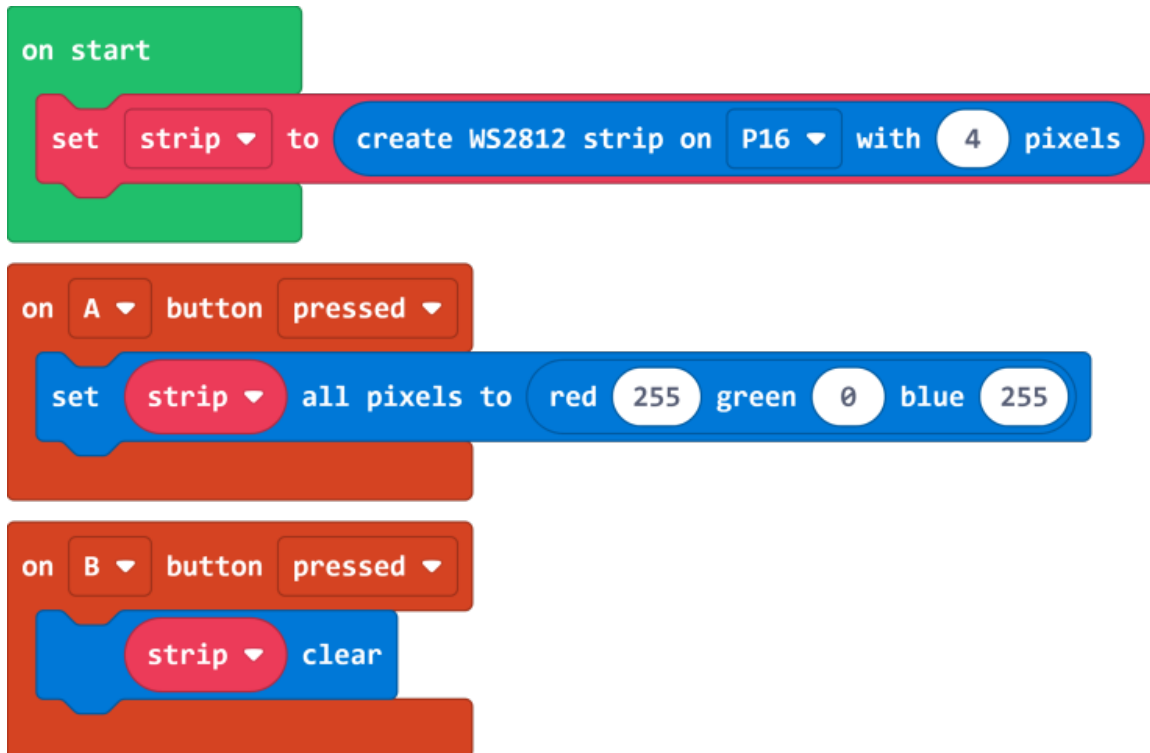 on start
set strip to create WS2812 strip on P16 with 4 pixels
on A button pressed
set strip all pixels to red 255 green 0 blue 255
on B button pressed
strip clear